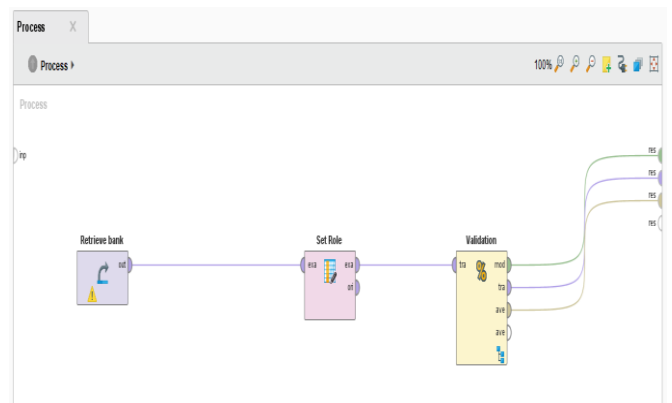 Process X
Process
100%
Process
inp
res
res
res
res
Retrieve bank
out
Set Role
exa exa
ori
Validation
tra mod
tra
ave
ave